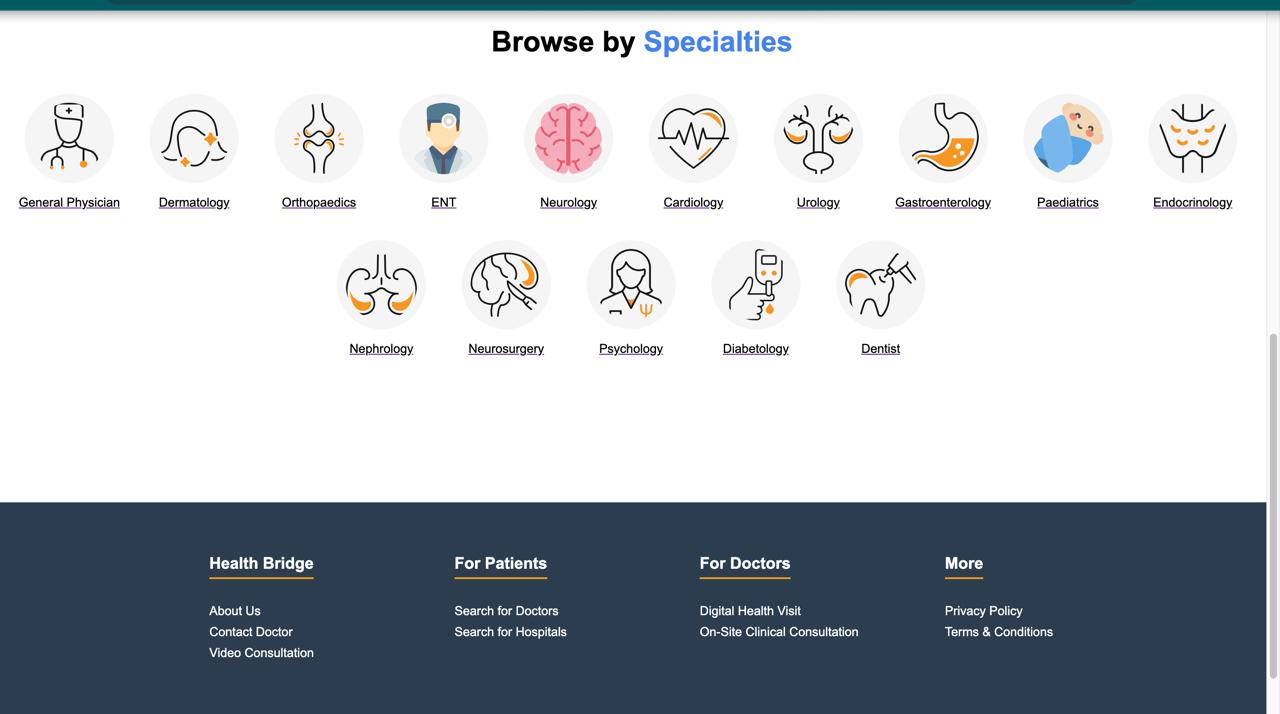 Browse by Specialties
General Physician
Dermatology
Orthopaedics
ENT
Neurology
Cardiology
Urology
Gastroenterology
Paediatrics
Endocrinology
Nephrology
Neurosurgery
Psychology
Diabetology
Dentist
Health Bridge
About Us
Contact Doctor
Video Consultation
For Patients
Search for Doctors
Search for Hospitals
For Doctors
Digital Health Visit
On-Site Clinical Consultation
More
Privacy Policy
Terms & Conditions